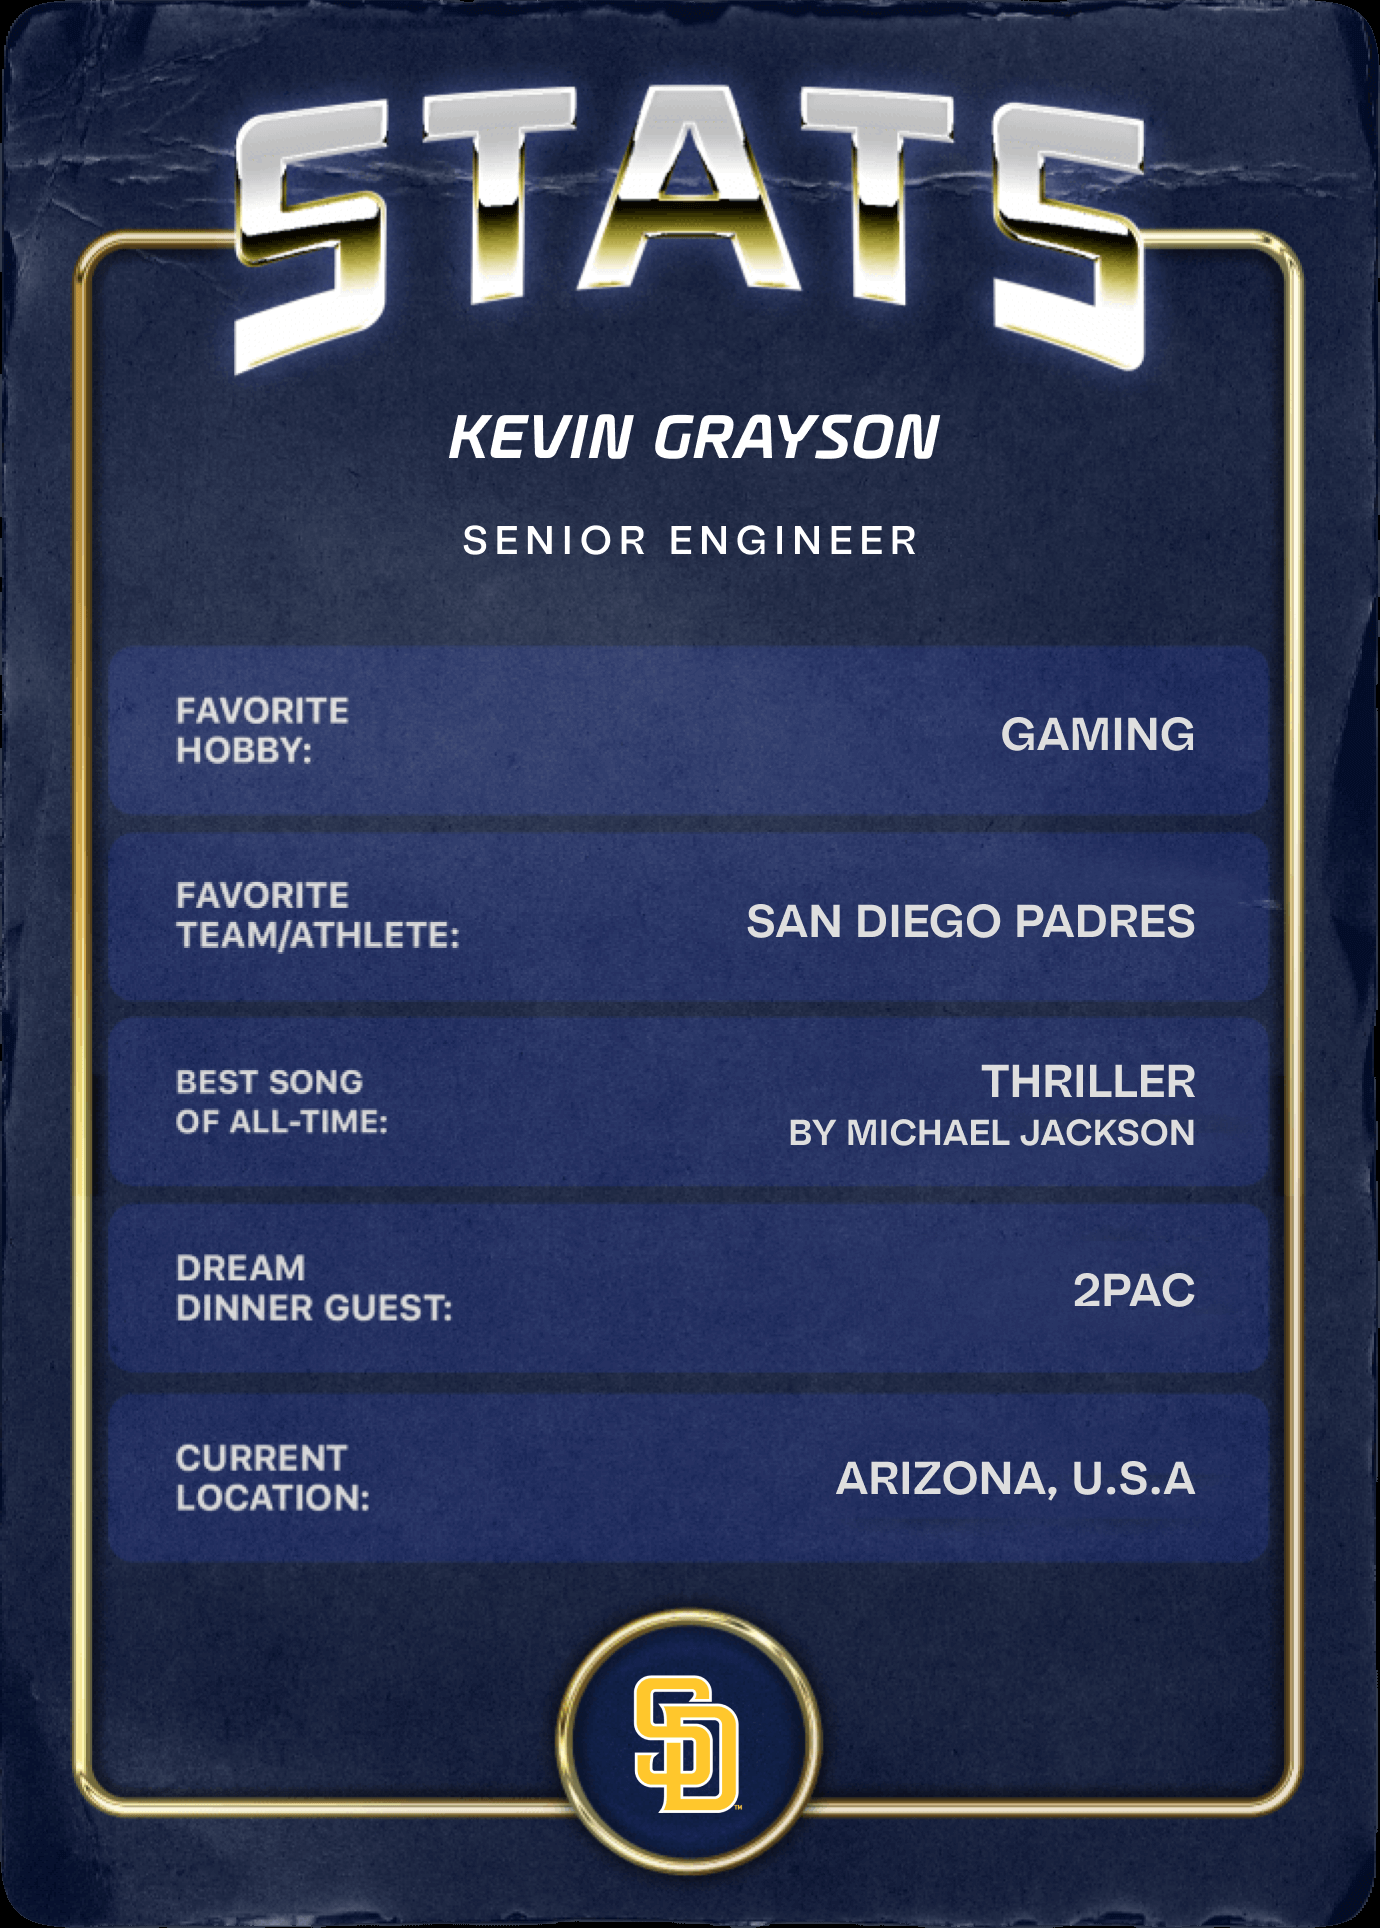 STATS
KEVIN GRAYSON
SENIOR ENGINEER
FAVORITE
HOBBY:
GAMING
FAVORITE
TEAM/ATHLETE:
SAN DIEGO PADRES
BEST SONG
OF ALL-TIME:
THRILLER
BY MICHAEL JACKSON
DREAM
DINNER GUEST:
2PAC
CURRENT
LOCATION:
ARIZONA, U.S.A
SD
TM